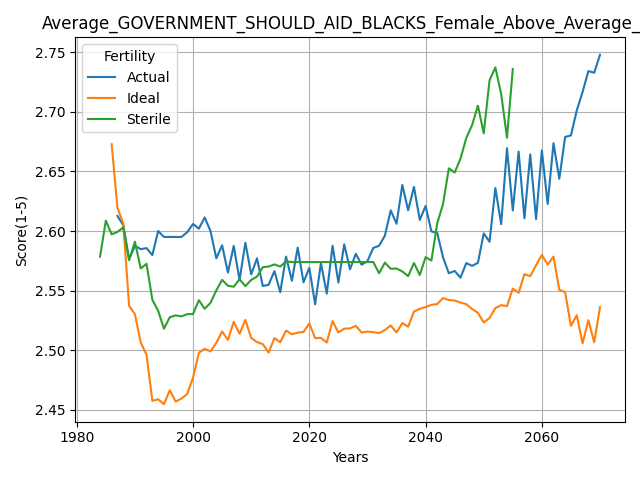 Average_GOVERNMENT_SHOULD_AID_BLACKS_Female_Above_Average_
2.75
2.70
2.65
2.60
2.55
2.50
2.45
Score(1-5)
Fertility
Actual
Ideal
Sterile
1980
2000
2020
2040
2060
Years